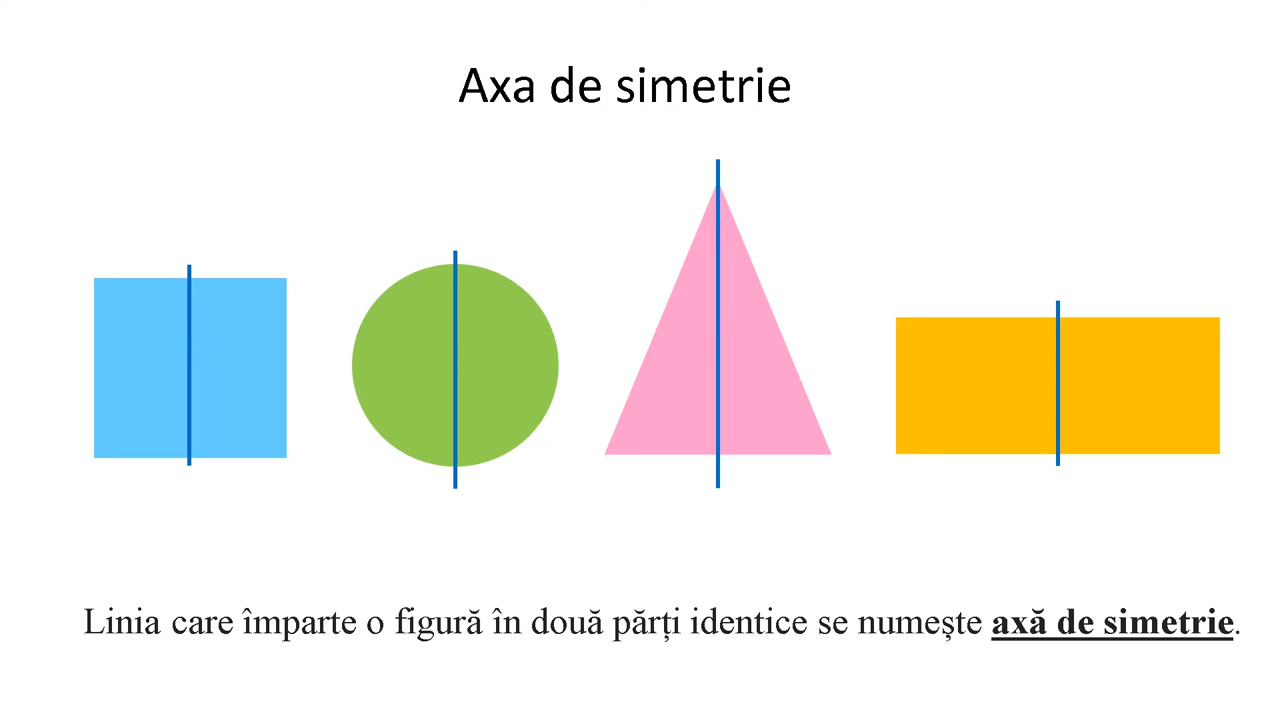 Axa de simetrie
Linia care împarte o figură în două părți identice se numește axă de simetrie.